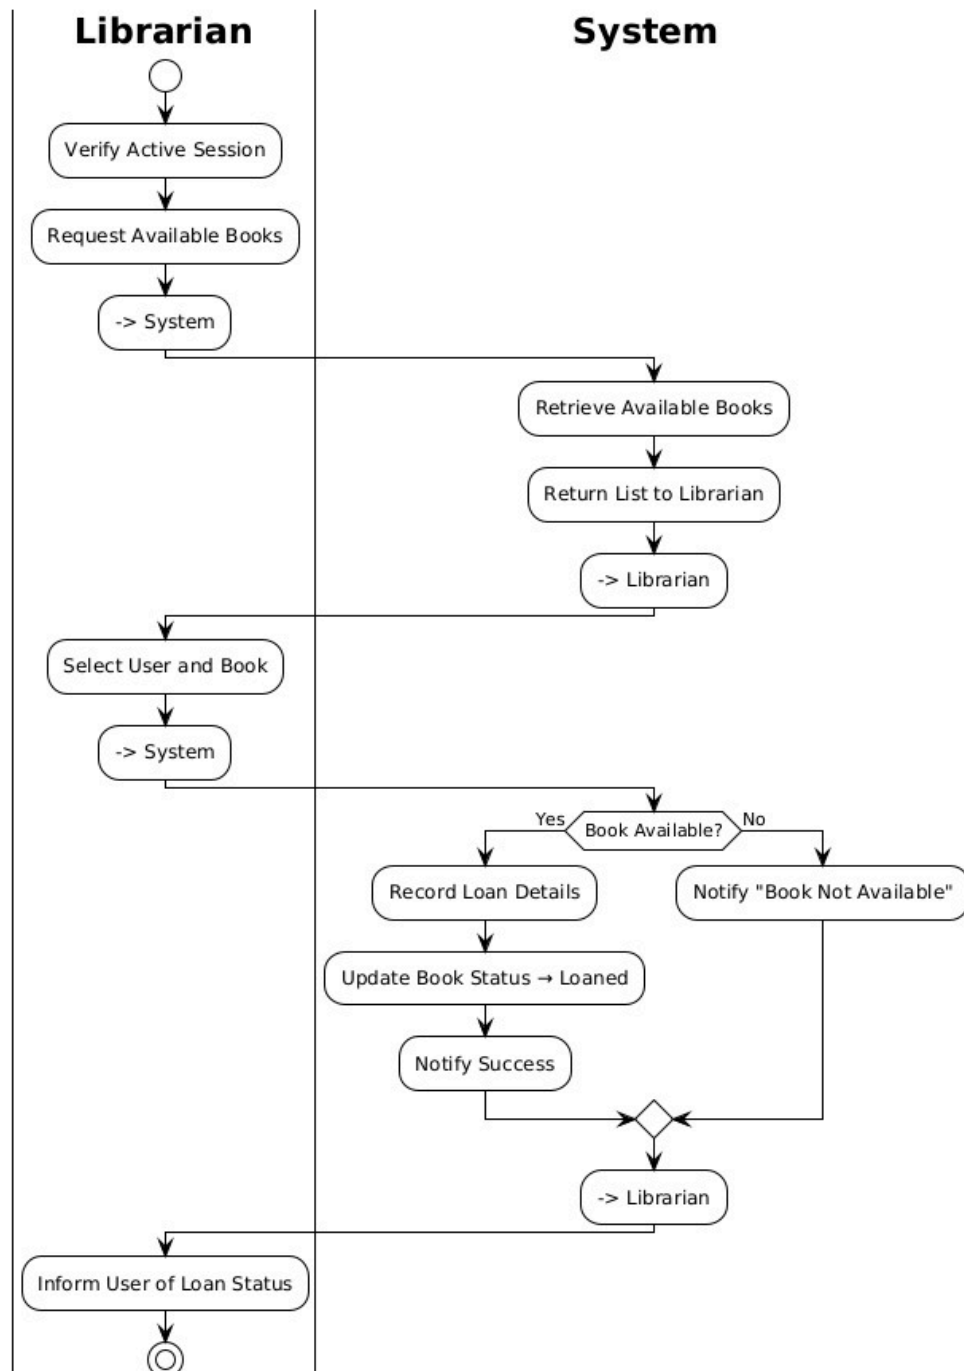 Librarian
System
Verify Active Session
Request Available Books
-> System
Retrieve Available Books
Return List to Librarian
-> Librarian
Select User and Book
-> System
Yes
Book Available?
No
Record Loan Details
Notify "Book Not Available"
Update Book Status → Loaned
Notify Success
-> Librarian
Inform User of Loan Status